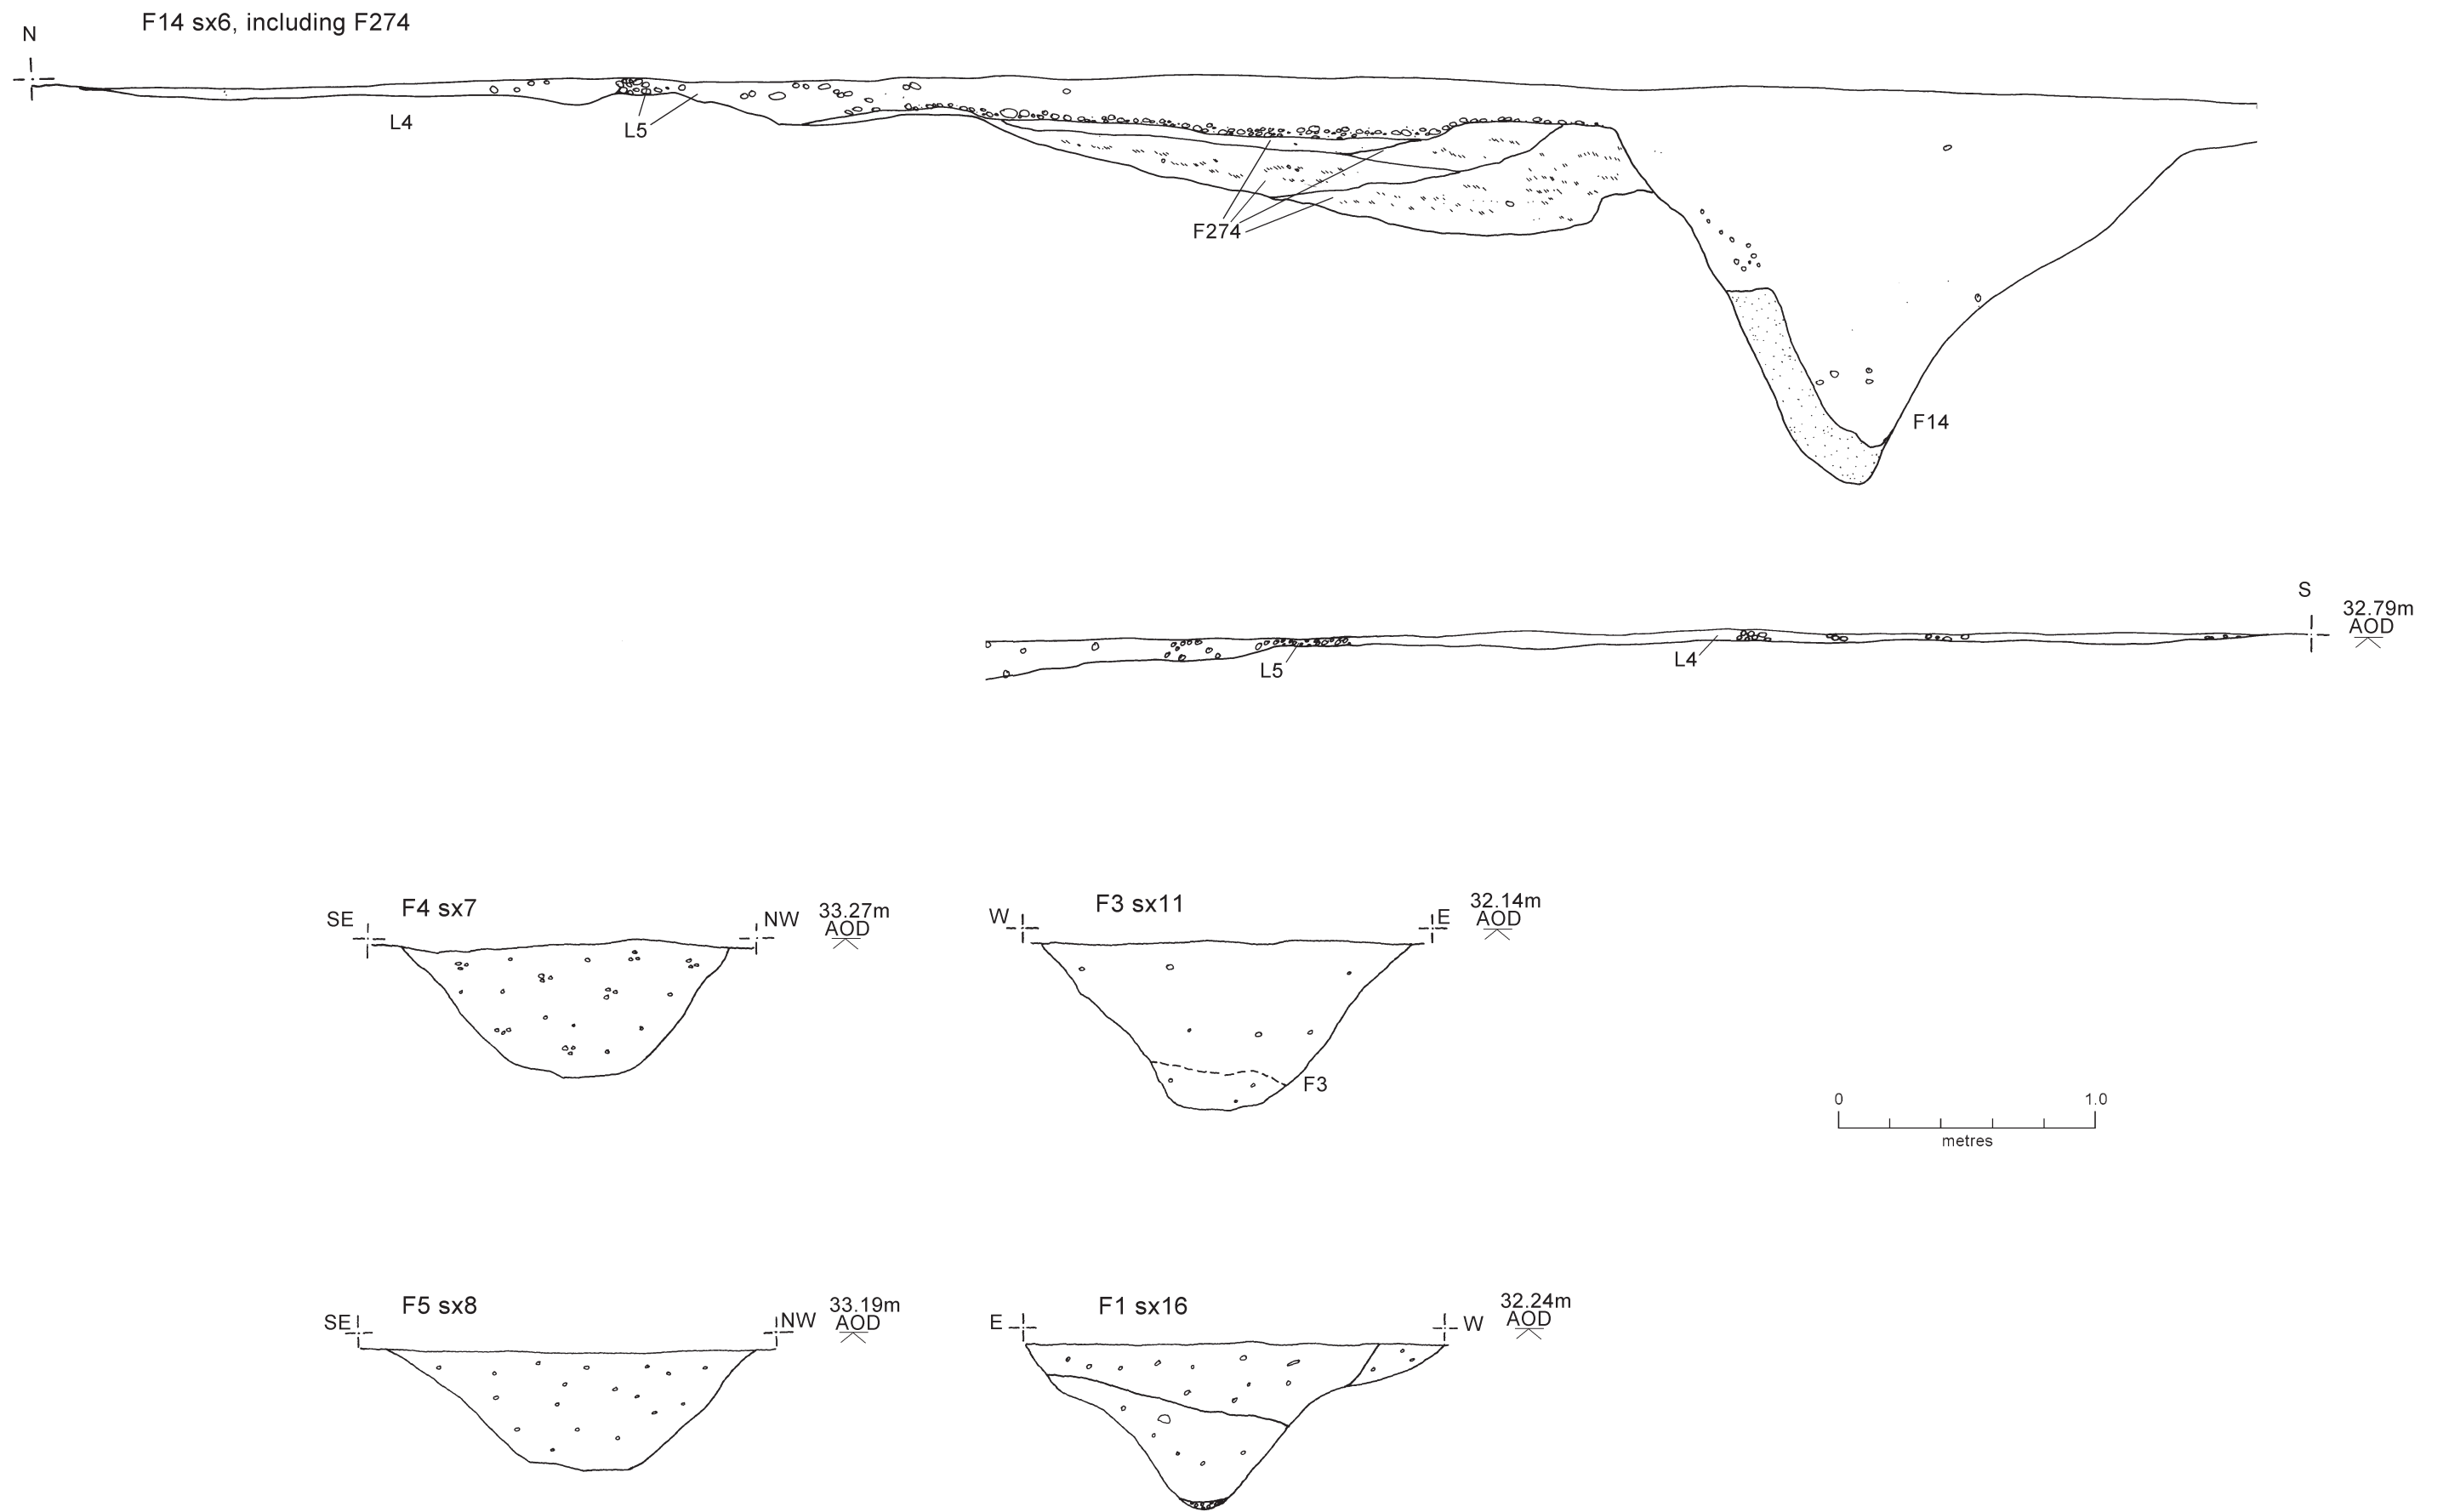 F14 sx6, including F274
N
L4
L5
F274
F14
S
32.79m
AOD
L5
L4
F4 sx7
SE
NW
33.27m
AOD
F3 sx11
W
E
32.14m
AOD
F3
0
1.0
metres
F5 sx8
SE
NW
33.19m
AOD
F1 sx16
E
W
32.24m
AOD